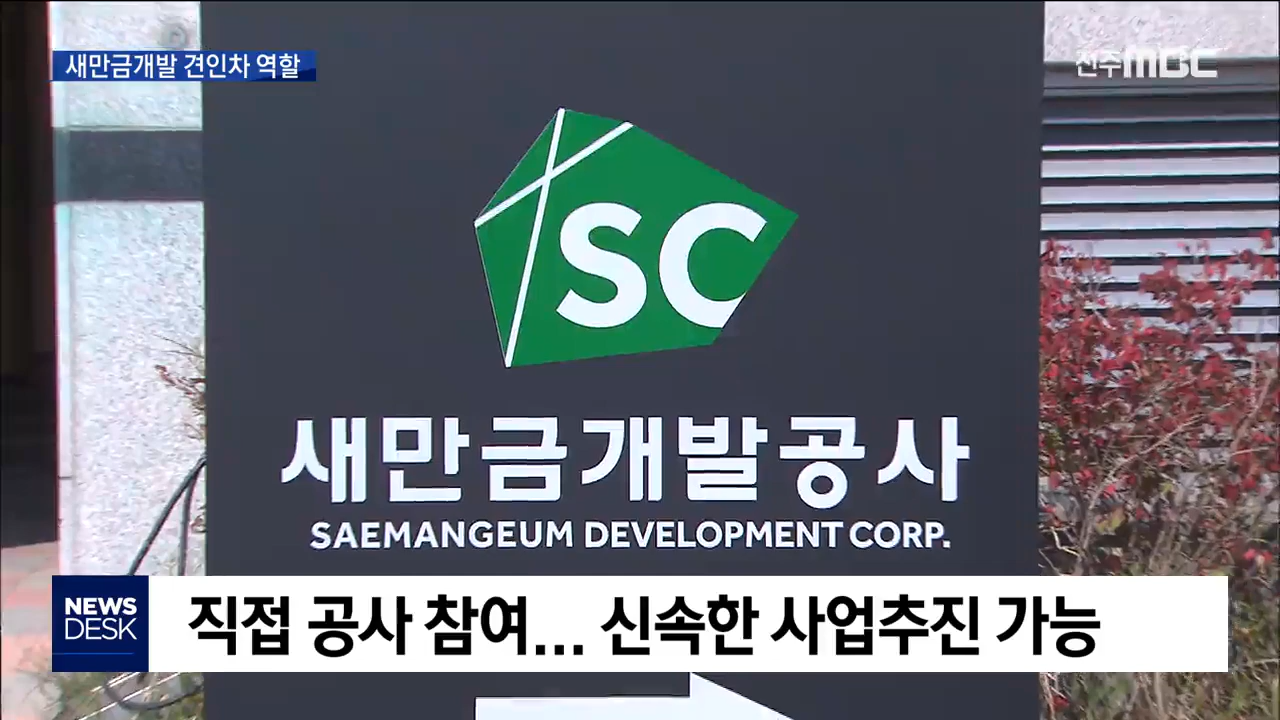 새만금개발 견인차 역할
전주MBC
SC
새만금개발공사
SAEMANGEUM DEVELOPMENT CORP.
NEWS DESK
직접 공사 참여... 신속한 사업추진 가능